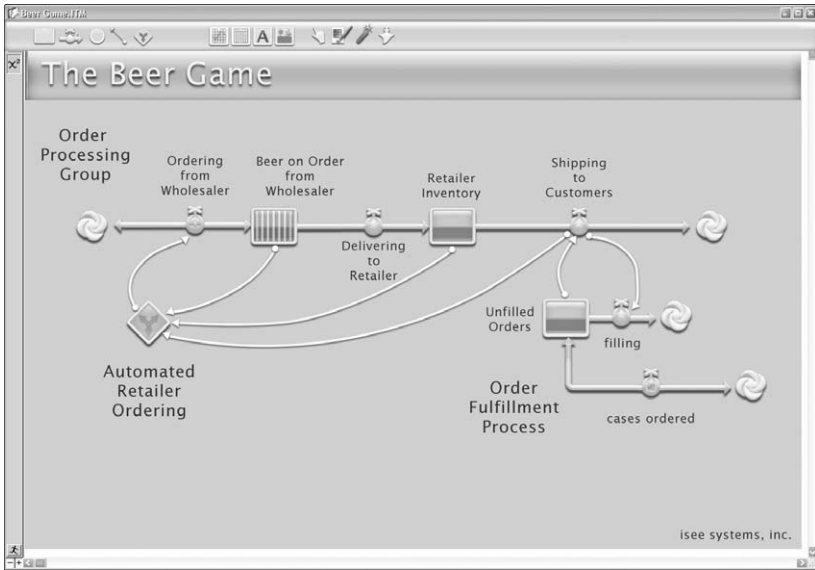 Beer Game.ITM
A
x²
The Beer Game
Order
Processing
Group
Ordering
from
Wholesaler
Beer on Order
from
Wholesaler
Retailer
Inventory
Shipping
to
Customers
Delivering
to
Retailer
Unfilled
Orders
filling
Automated
Retailer
Ordering
Order
Fulfillment
Process
cases ordered
isee systems, inc.